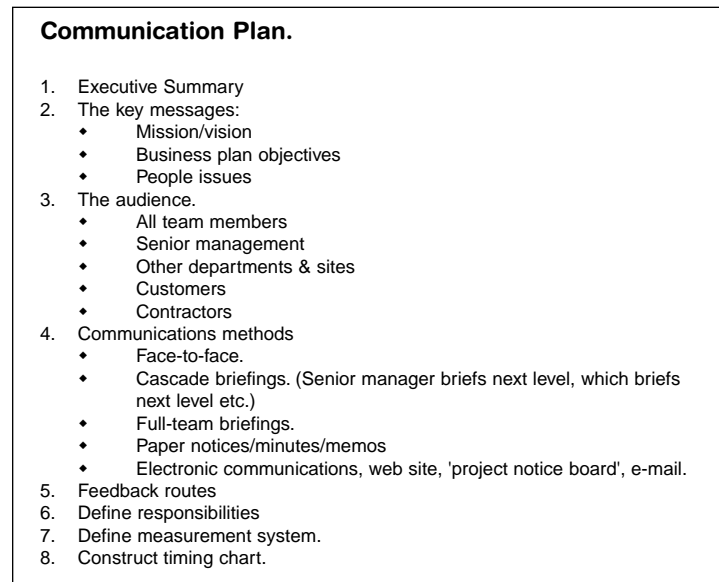 Communication Plan.
1. Executive Summary
2. The key messages:
◆ Mission/vision
◆ Business plan objectives
◆ People issues
3. The audience.
◆ All team members
◆ Senior management
◆ Other departments & sites
◆ Customers
◆ Contractors
4. Communications methods
◆ Face-to-face.
◆ Cascade briefings. (Senior manager briefs next level, which briefs
next level etc.)
◆ Full-team briefings.
◆ Paper notices/minutes/memos
◆ Electronic communications, web site, 'project notice board', e-mail.
5. Feedback routes
6. Define responsibilities
7. Define measurement system.
8. Construct timing chart.